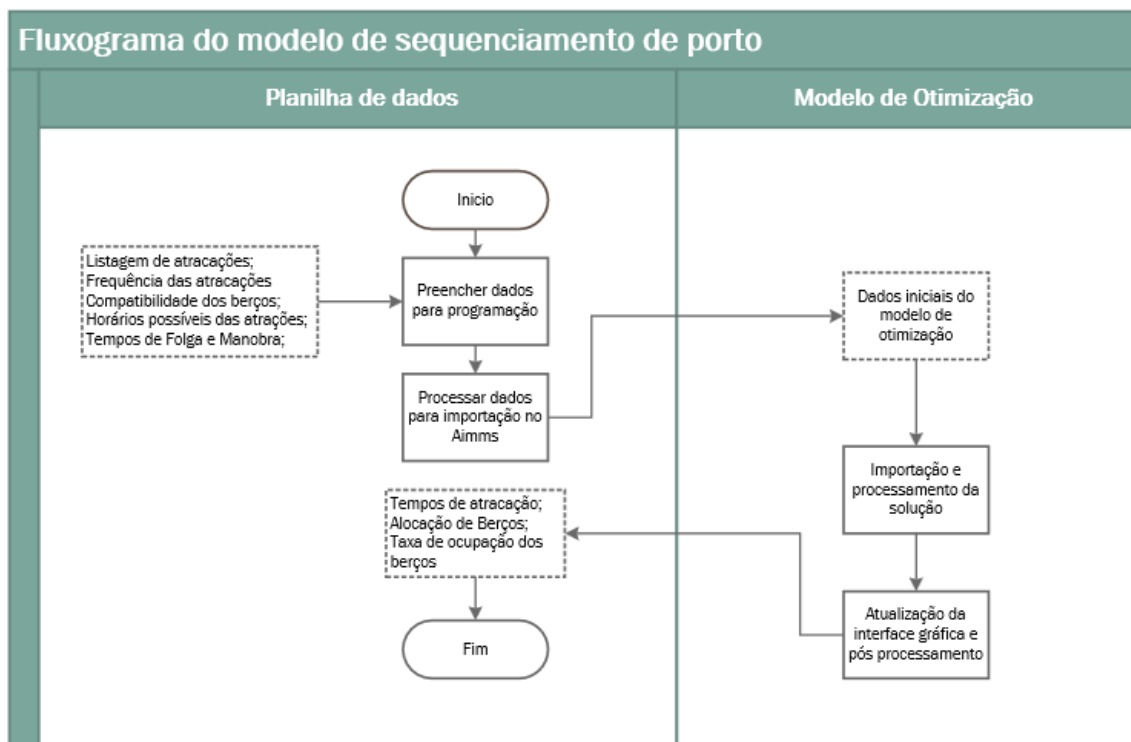 Fluxograma do modelo de sequenciamento de porto
Planilha de dados
Modelo de Otimização
Inicio
Listagem de atracações;
Frequência das atracações
Compatibilidade dos berços;
Horários possíveis das atrações;
Tempos de Folga e Manobra;
Preencher dados
para programação
Processar dados
para importação no
Aimms
Dados iniciais do
modelo de
otimização
Importação e
processamento da
solução
Atualização da
interface gráfica e
pós processamento
Tempos de atracação;
Alocação de Berços;
Taxa de ocupação dos
berços
Fim